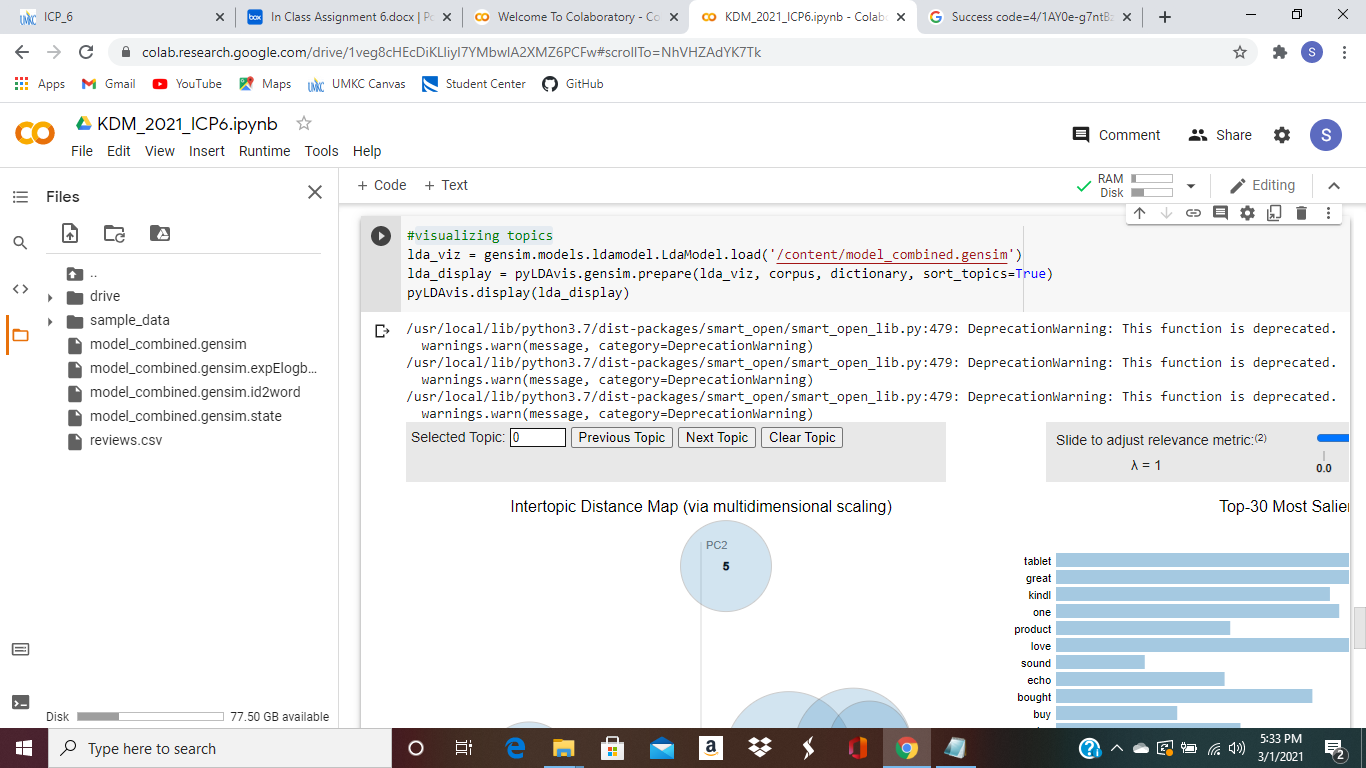 ICP_6
In Class Assignment 6.docx | Po
Welcome To Colaboratory - Co
KDM_2021_ICP6.ipynb - Colab
Success code=4/1AY0e-g7ntB
colab.research.google.com/drive/1veg8cHEcDiKLliyI7YMbwlA2XMZ6PCFw#scrollTo=NhVHZAdYK7Tk
S
Apps
Gmail
YouTube
Maps
UMKC Canvas
Student Center
GitHub
KDM_2021_ICP6.ipynb
File Edit View Insert Runtime Tools Help
Comment
Share
S
Files
+ Code + Text
RAM
Disk
Editing
..
drive
sample_data
model_combined.gensim
model_combined.gensim.expElogb...
model_combined.gensim.id2word
model_combined.gensim.state
reviews.csv
Disk
77.50 GB available
#visualizing topics
lda_viz = gensim.models.ldamodel.LdaModel.load('/content/model_combined.gensim')
lda_display = pyLDAvis.gensim.prepare(lda_viz, corpus, dictionary, sort_topics=True)
pyLDAvis.display(lda_display)
/usr/local/lib/python3.7/dist-packages/smart_open/smart_open_lib.py:479: DeprecationWarning: This function is deprecated.
warnings.warn(message, category=DeprecationWarning)
/usr/local/lib/python3.7/dist-packages/smart_open/smart_open_lib.py:479: DeprecationWarning: This function is deprecated.
warnings.warn(message, category=DeprecationWarning)
/usr/local/lib/python3.7/dist-packages/smart_open/smart_open_lib.py:479: DeprecationWarning: This function is deprecated.
warnings.warn(message, category=DeprecationWarning)
Selected Topic: 0 Previous Topic Next Topic Clear Topic
Slide to adjust relevance metric:(2)
λ = 1
0.0
Intertopic Distance Map (via multidimensional scaling)
PC2
5
Top-30 Most Salie
tablet
great
kindl
one
product
love
sound
echo
bought
buy
Type here to search
5:33 PM
3/1/2021
2